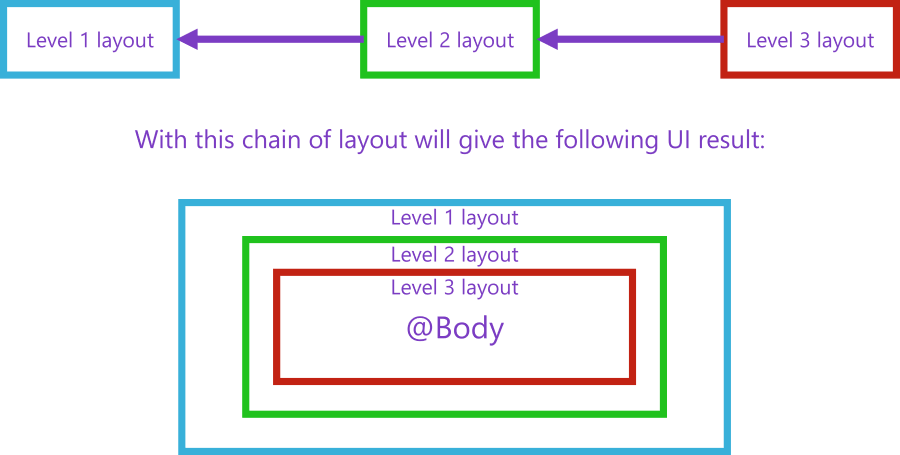 Level 1 layout
Level 2 layout
Level 3 layout
With this chain of layout will give the following UI result:
Level 1 layout
Level 2 layout
Level 3 layout
@Body